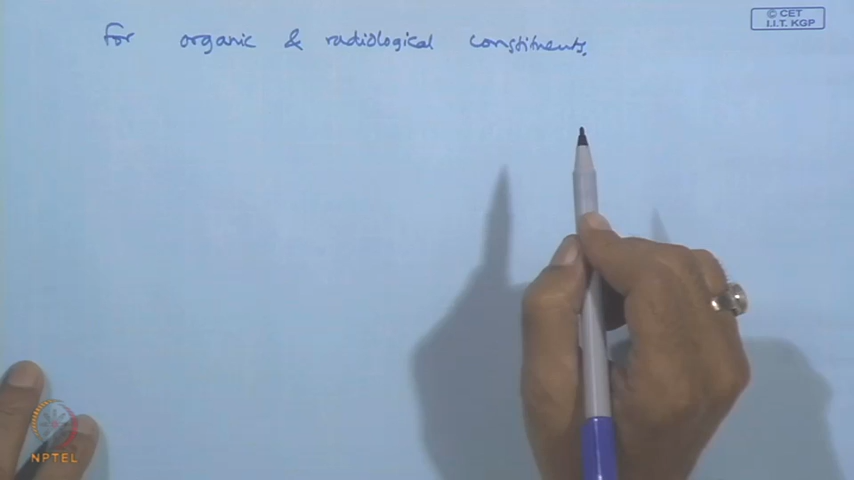 For organic & radiological constituents.
© CET
I.I.T. KGP
NPTEL